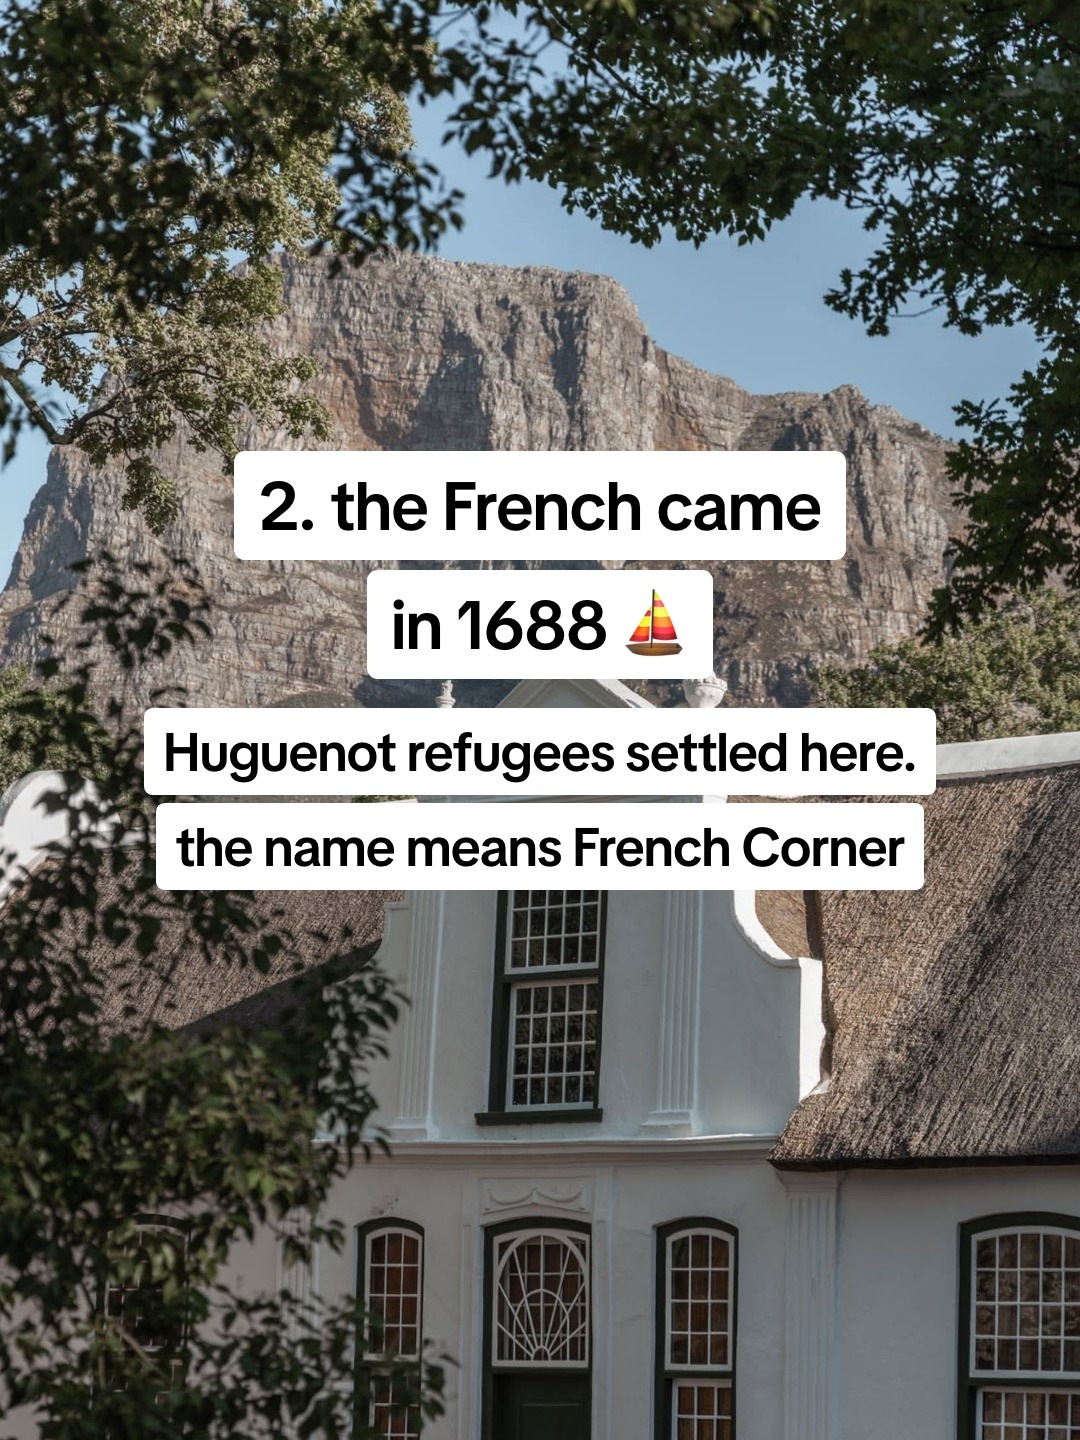 2. the French came
in 1688 ⛵
Huguenot refugees settled here.
the name means French Corner